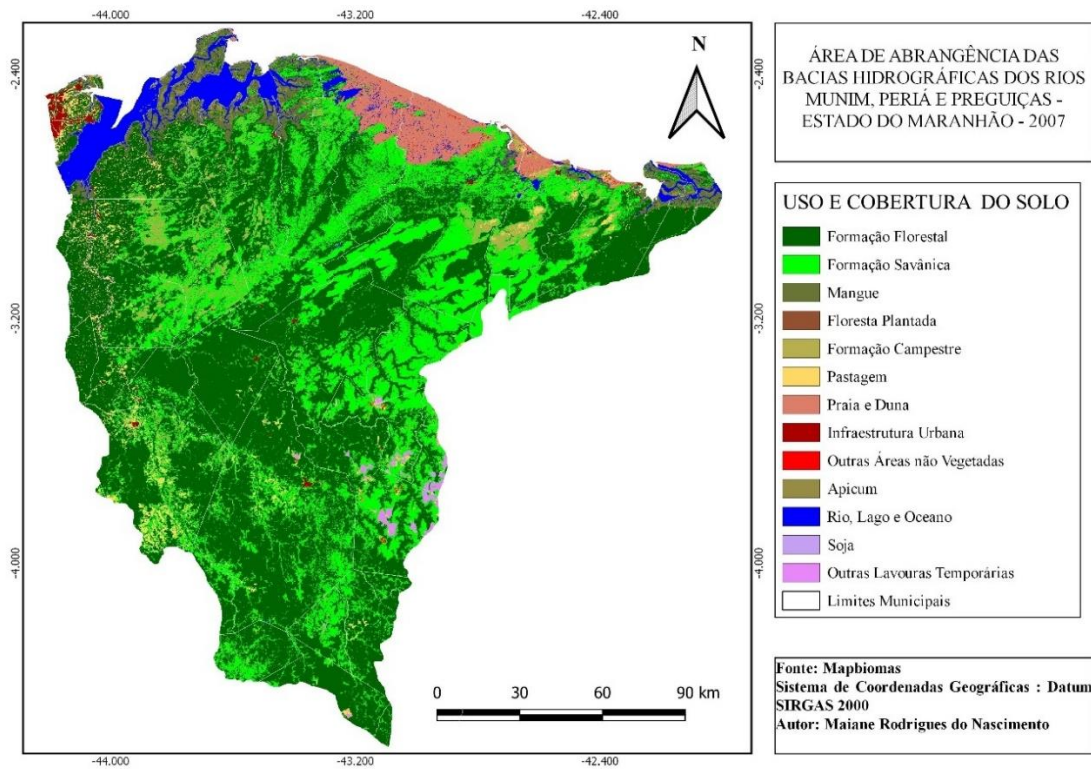 -44.000
-43.200
-42.400
-2.400
-2.400
-3.200
-3.200
-4.000
-4.000
-44.000
-43.200
-42.400
N
0 30 60 90 km
ÁREA DE ABRANGÊNCIA DAS
BACIAS HIDROGRÁFICAS DOS RIOS
MUNIM, PERIÁ E PREGUIÇAS -
ESTADO DO MARANHÃO - 2007
USO E COBERTURA DO SOLO
Formação Florestal
Formação Savânica
Mangue
Floresta Plantada
Formação Campestre
Pastagem
Praia e Duna
Infraestrutura Urbana
Outras Áreas não Vegetadas
Apicum
Rio, Lago e Oceano
Soja
Outras Lavouras Temporárias
Limites Municipais
Fonte: Mapbiomas
Sistema de Coordenadas Geográficas : Datum
SIRGAS 2000
Autor: Maiane Rodrigues do Nascimento